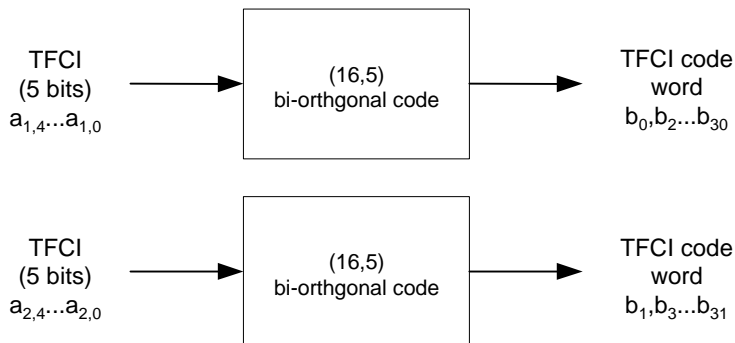 TFCI
(5 bits)
a1,4...a1,0
(16,5)
bi-orthgonal code
TFCI code
word
b0,b2...b30
TFCI
(5 bits)
a2,4...a2,0
(16,5)
bi-orthgonal code
TFCI code
word
b1,b3...b31